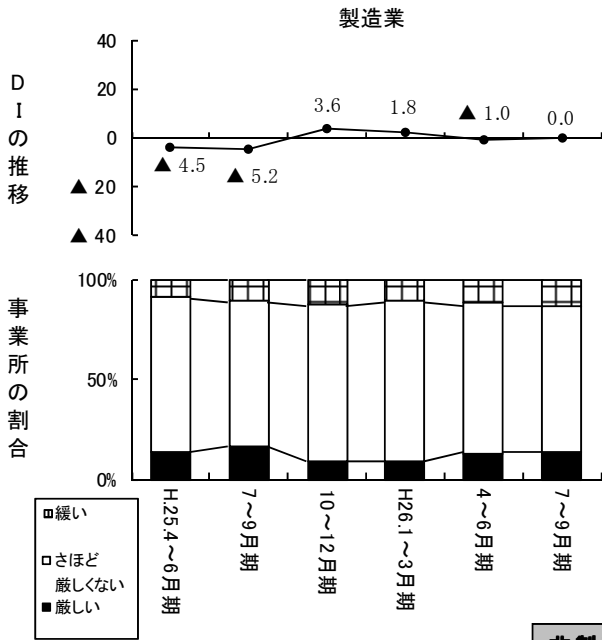 製造業
DIの推移
40
20
0
▲ 20
▲ 40
▲ 4.5
▲ 5.2
3.6
1.8
▲ 1.0
0.0
事業所の割合
100%
50%
0%
H.25.4～6月期
7～9月期
10～12月期
H26.1～3月期
4～6月期
7～9月期
緩い
さほど
厳しくない
厳しい